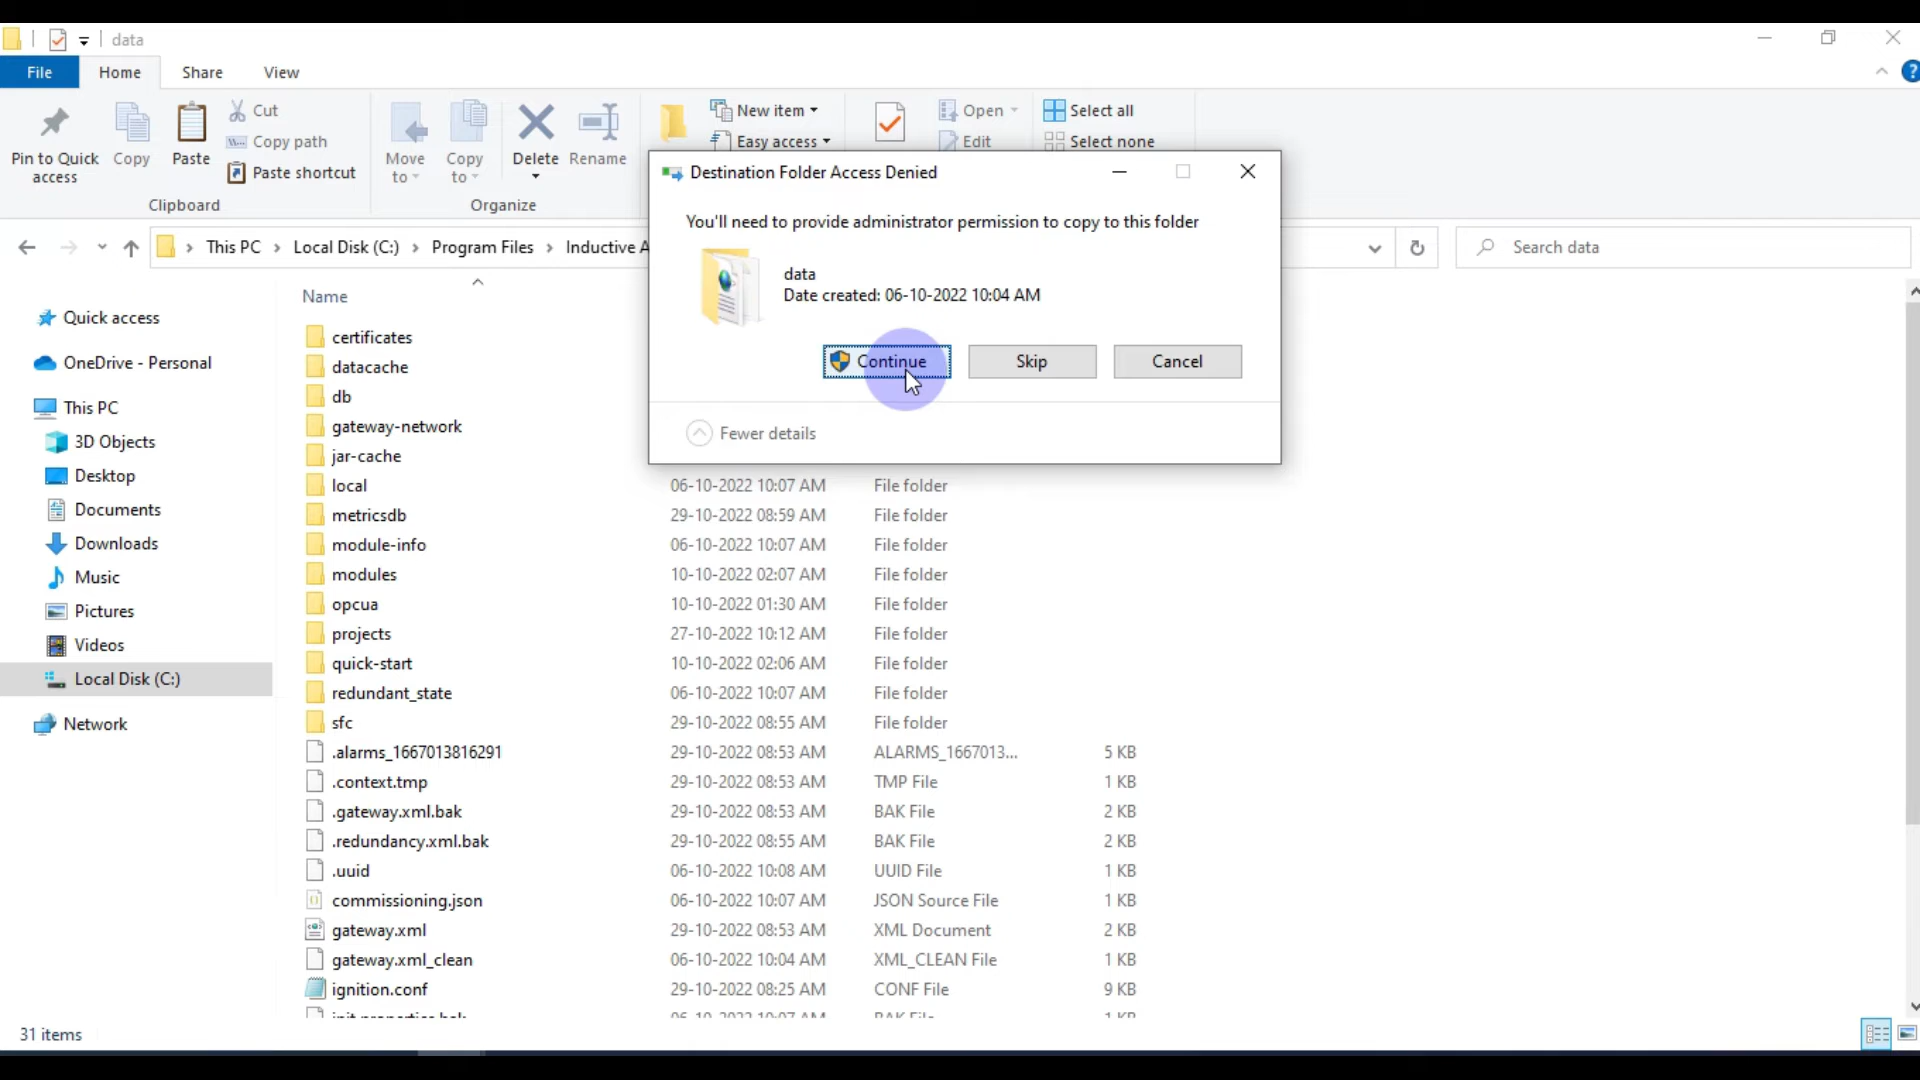 data
File
Home
Share
View
Pin to Quick
access
Copy
Paste
Cut
Copy path
Paste shortcut
Clipboard
Move
to
Copy
to
Delete
Rename
Organize
New item
Easy access
Open
Edit
Select all
Select none
This PC
Local Disk (C:)
Program Files
Inductive A
Search data
Destination Folder Access Denied
You'll need to provide administrator permission to copy to this folder
data
Date created: 06-10-2022 10:04 AM
Continue
Skip
Cancel
Fewer details
Quick access
OneDrive - Personal
This PC
3D Objects
Desktop
Documents
Downloads
Music
Pictures
Videos
Local Disk (C:)
Network
Name
certificates
datacache
db
gateway-network
jar-cache
local 06-10-2022 10:07 AM File folder
metricsdb 29-10-2022 08:59 AM File folder
module-info 06-10-2022 10:07 AM File folder
modules 10-10-2022 02:07 AM File folder
opcua 10-10-2022 01:30 AM File folder
projects 27-10-2022 10:12 AM File folder
quick-start 10-10-2022 02:06 AM File folder
redundant_state 06-10-2022 10:07 AM File folder
sfc 29-10-2022 08:55 AM File folder
.alarms_1667013816291 29-10-2022 08:53 AM ALARMS_1667013... 5 KB
.context.tmp 29-10-2022 08:53 AM TMP File 1 KB
.gateway.xml.bak 29-10-2022 08:53 AM BAK File 2 KB
.redundancy.xml.bak 29-10-2022 08:55 AM BAK File 2 KB
.uuid 06-10-2022 10:08 AM UUID File 1 KB
commissioning.json 06-10-2022 10:07 AM JSON Source File 1 KB
gateway.xml 29-10-2022 08:53 AM XML Document 2 KB
gateway.xml_clean 06-10-2022 10:04 AM XML_CLEAN File 1 KB
ignition.conf 29-10-2022 08:25 AM CONF File 9 KB
31 items